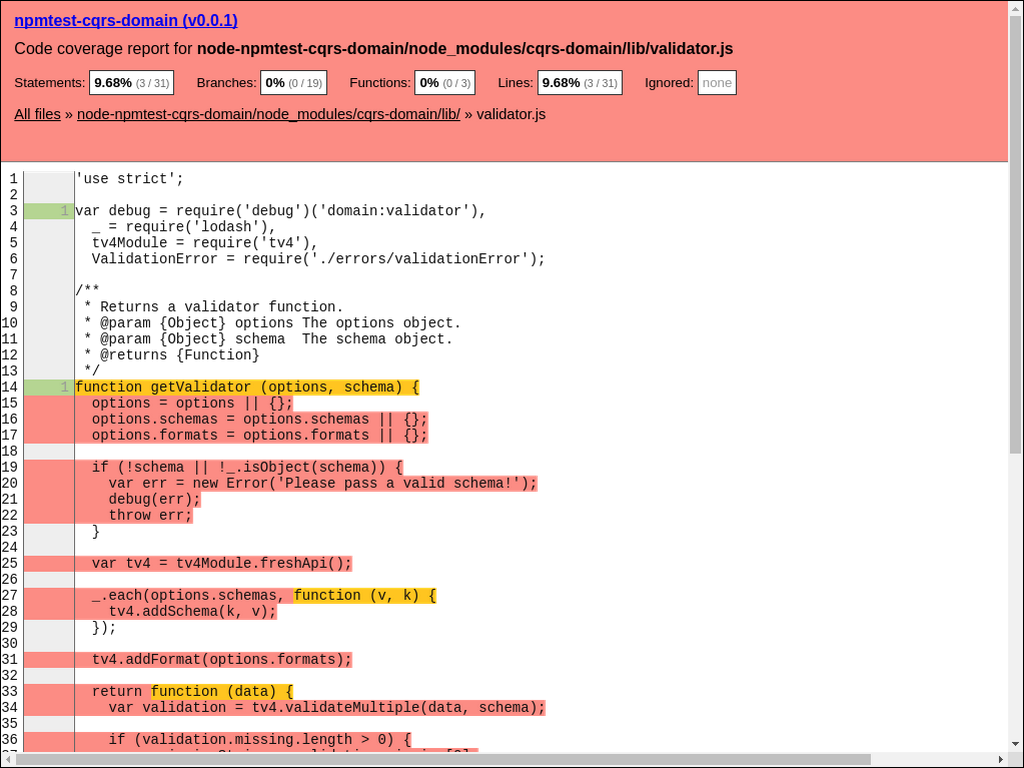 npmtest-cqrs-domain (v0.0.1)
Code coverage report for node-npmtest-cqrs-domain/node_modules/cqrs-domain/lib/validator.js
Statements: 9.68% (3 / 31) Branches: 0% (0 / 19) Functions: 0% (0 / 3) Lines: 9.68% (3 / 31) Ignored: none
All files » node-npmtest-cqrs-domain/node_modules/cqrs-domain/lib/ » validator.js
1 'use strict';
2
3 1 var debug = require('debug')('domain:validator'),
4 _ = require('lodash'),
5 tv4Module = require('tv4'),
6 ValidationError = require('./errors/validationError');
7
8 /**
9 * Returns a validator function.
10 * @param {Object} options The options object.
11 * @param {Object} schema  The schema object.
12 * @returns {Function}
13 */
14 1 function getValidator (options, schema) {
15 options = options || {};
16 options.schemas = options.schemas || {};
17 options.formats = options.formats || {};
18
19 if (!schema || !_.isObject(schema)) {
20 var err = new Error('Please pass a valid schema!');
21 debug(err);
22 throw err;
23 }
24
25 var tv4 = tv4Module.freshApi();
26
27 _.each(options.schemas, function (v, k) {
28 tv4.addSchema(k, v);
29 });
30
31 tv4.addFormat(options.formats);
32
33 return function (data) {
34 var validation = tv4.validateMultiple(data, schema);
35
36 if (validation.missing.length > 0) {